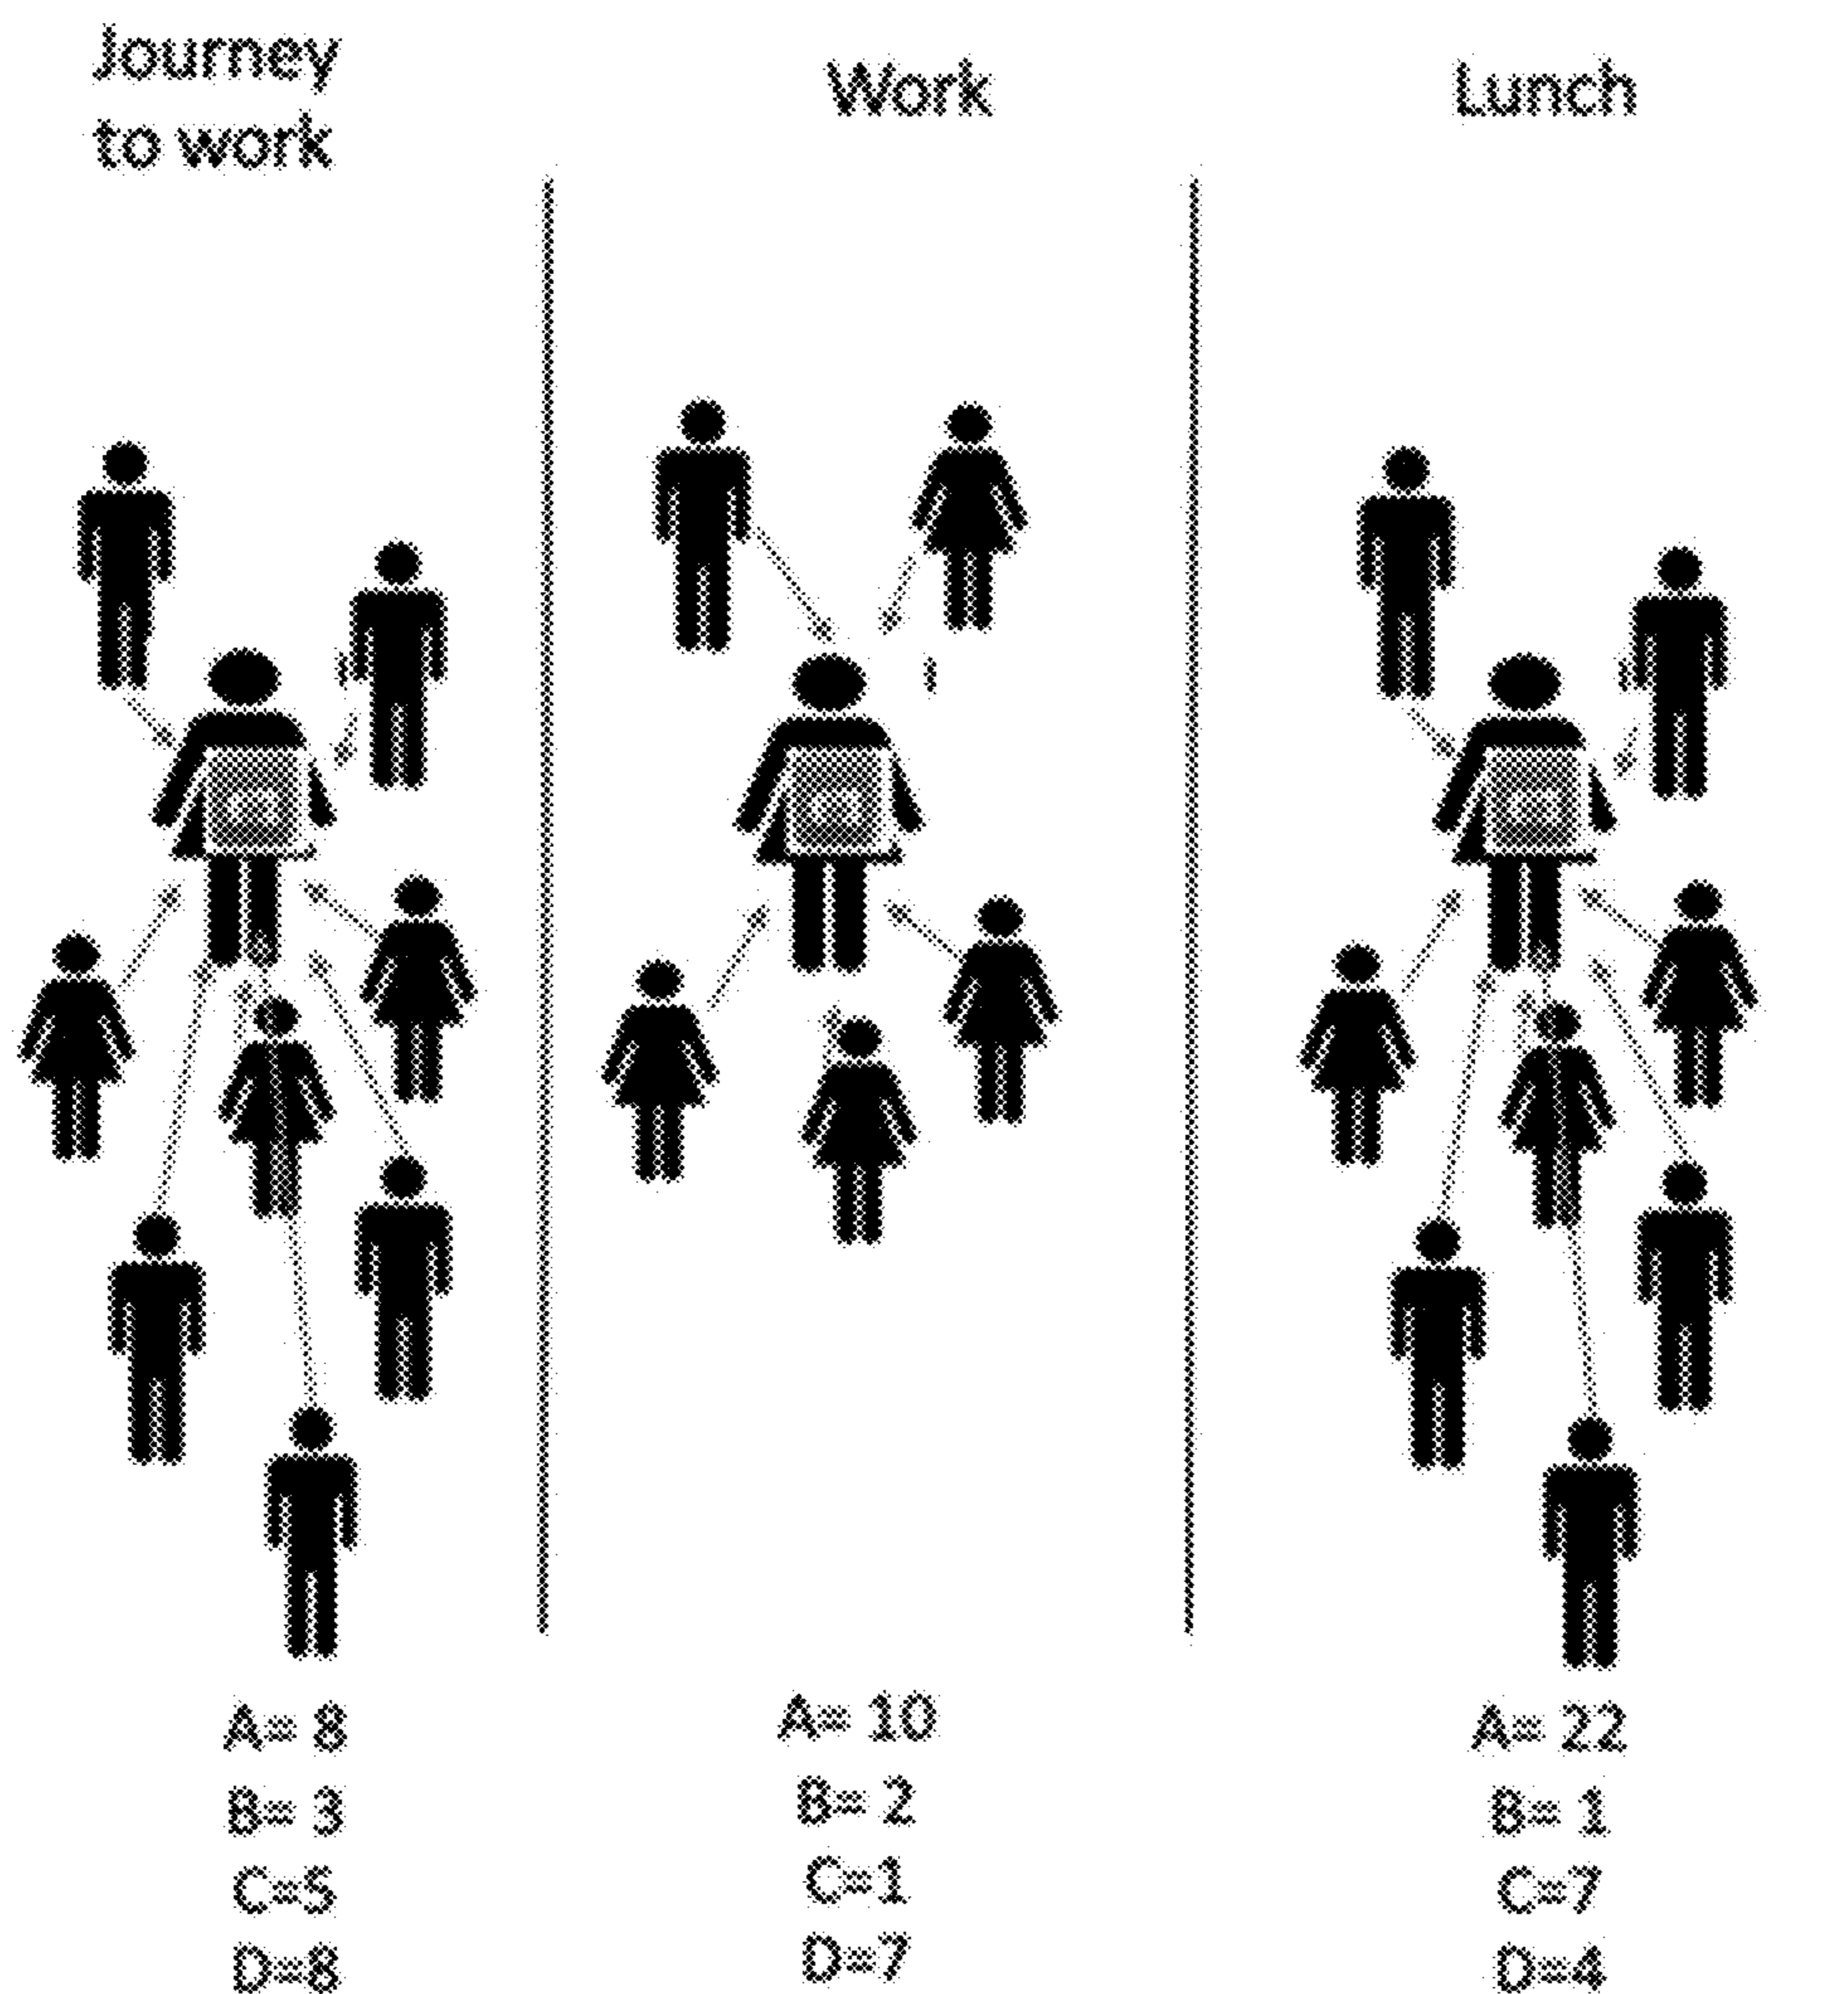 Journey
to work
Work
Lunch
A= 8
B= 3
C=5
D=8
A= 10
B= 2
C=1
D=7
A= 22
B= 1
C=7
D=4